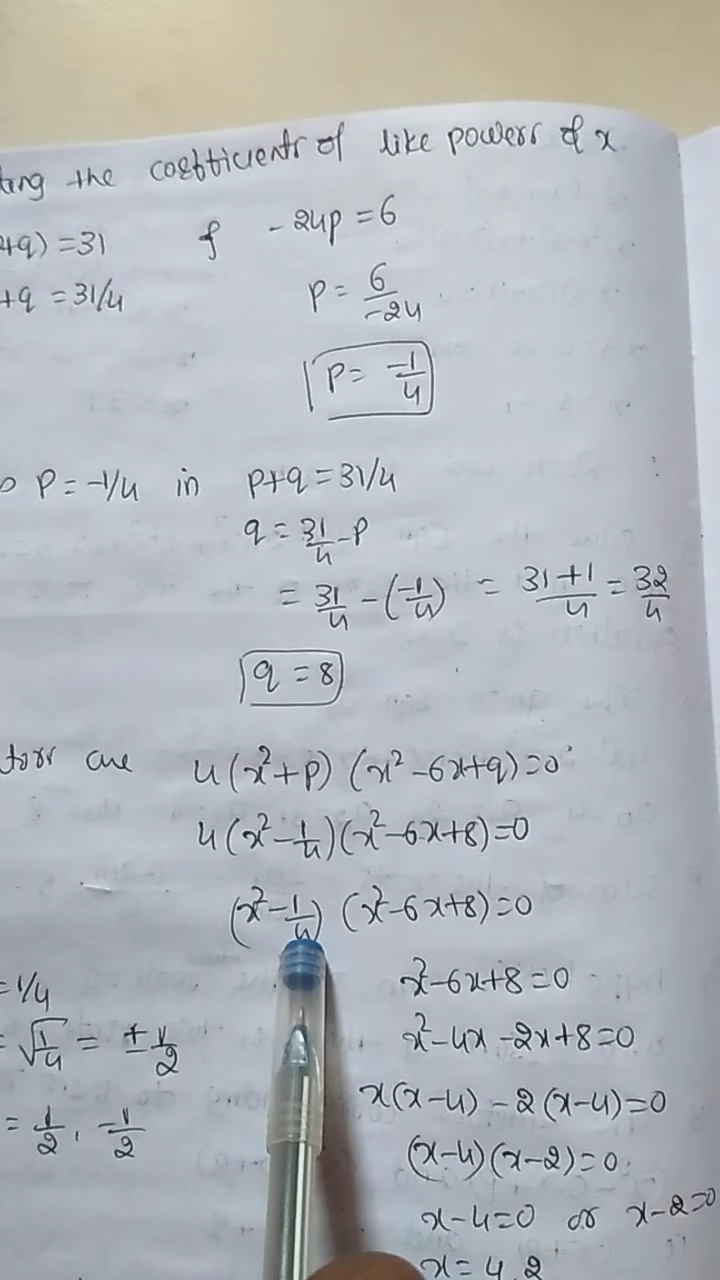 ting the coefficients of like powers of x
+q) = 31 & - 24p = 6
+q = 31/4 P = 6/-24
P = -1/4
P = -1/4 in P+q = 31/4
q = 31/4 - P
= 31/4 - (-1/4) = 31+1/4 = 32/4
q = 8
tors are 4(x²+p) (x²-6x+q) = 0
4(x²-1/4)(x²-6x+8) = 0
(x²-1/4) (x²-6x+8) = 0
= 1/4 x²-6x+8 = 0
= √1/4 = ± 1/2 x²-4x-2x+8 = 0
= 1/2, -1/2 x(x-4) - 2(x-4) = 0
(x-4)(x-2) = 0
x-4 = 0 or x-2 = 0
x = 4, 2